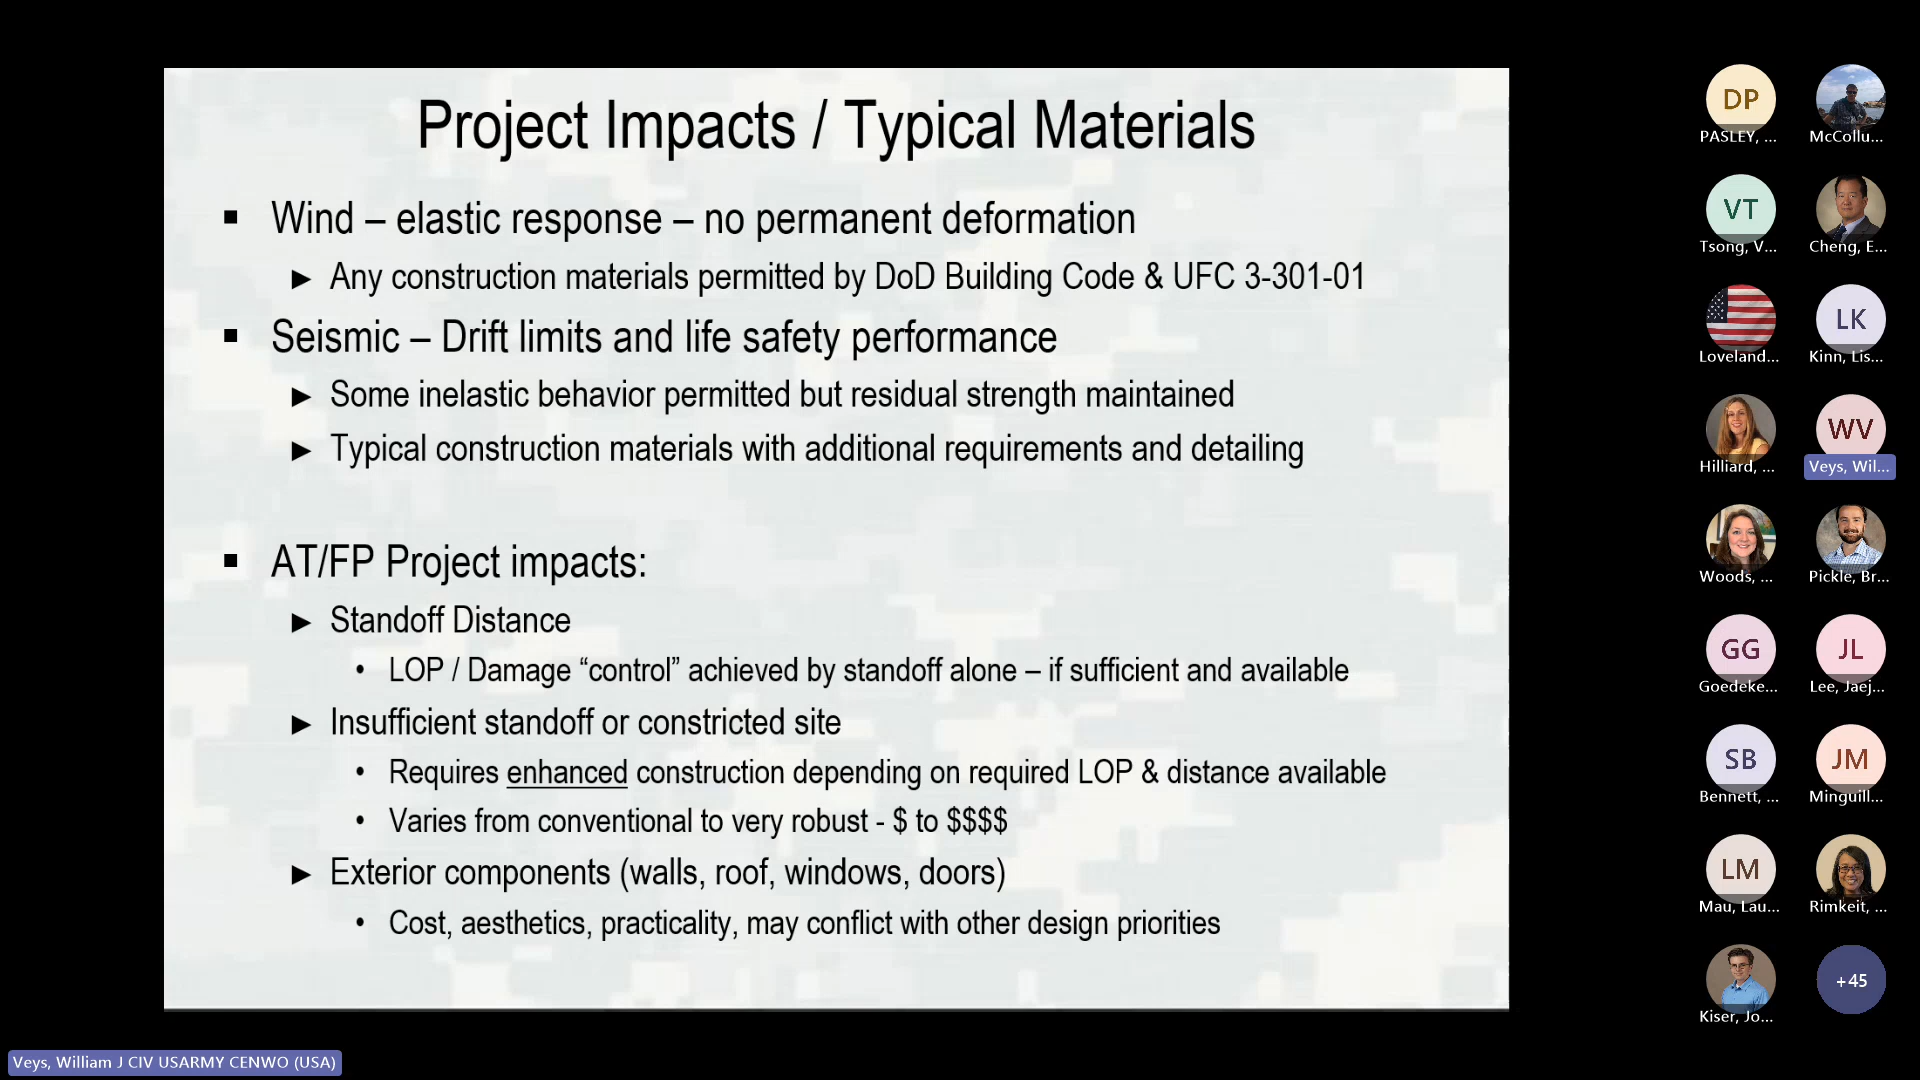 Project Impacts / Typical Materials
▪ Wind – elastic response – no permanent deformation
► Any construction materials permitted by DoD Building Code & UFC 3-301-01
▪ Seismic – Drift limits and life safety performance
► Some inelastic behavior permitted but residual strength maintained
► Typical construction materials with additional requirements and detailing
▪ AT/FP Project impacts:
► Standoff Distance
• LOP / Damage “control” achieved by standoff alone – if sufficient and available
► Insufficient standoff or constricted site
• Requires enhanced construction depending on required LOP & distance available
• Varies from conventional to very robust - $ to $$$$
► Exterior components (walls, roof, windows, doors)
• Cost, aesthetics, practicality, may conflict with other design priorities
DP
PASLEY, ...
McCollu...
VT
Tsong, V...
Cheng, E...
Loveland...
LK
Kinn, Lis...
Hilliard, ...
WV
Veys, Wil...
Woods, ...
Pickle, Br...
GG
Goedeke...
JL
Lee, Jaej...
SB
Bennett, ...
JM
Minguill...
LM
Mau, Lau...
Rimkeit, ...
Kiser, Jo...
+45
Veys, William J CIV USARMY CENWO (USA)